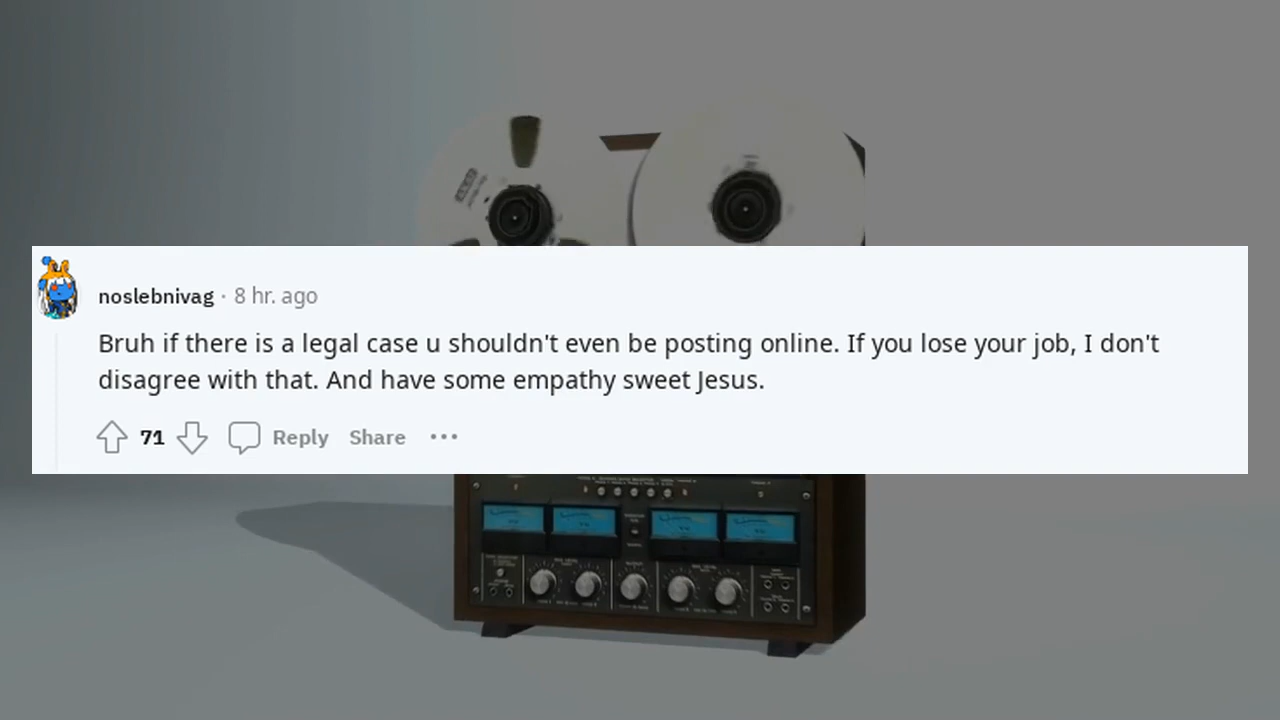 noslebnivag · 8 hr. ago
Bruh if there is a legal case u shouldn't even be posting online. If you lose your job, I don't
disagree with that. And have some empathy sweet Jesus.
71 Reply Share •••